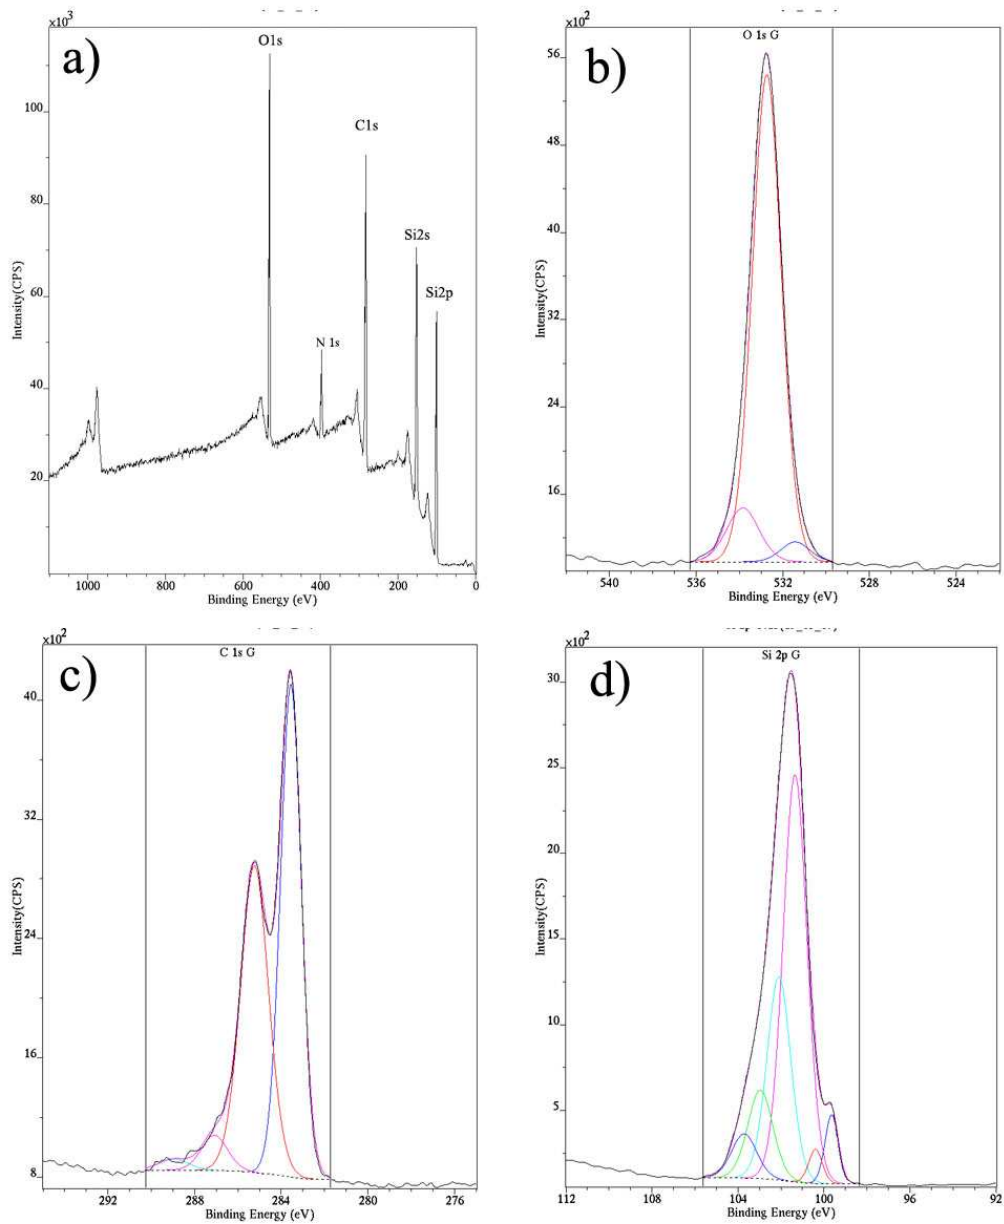 x10³
a)
O1s
C1s
Si2s
Si2p
N 1s
Intensity(CPS)
100
80
60
40
20
1000
800
600
400
200
0
Binding Energy (eV)
x10²
b)
O 1s G
Intensity(CPS)
56
48
40
32
24
16
540
536
532
528
524
Binding Energy (eV)
x10²
c)
C 1s G
Intensity(CPS)
40
32
24
16
8
292
288
284
280
276
Binding Energy (eV)
x10²
d)
Si 2p G
Intensity(CPS)
30
25
20
15
10
5
112
108
104
100
96
92
Binding Energy (eV)